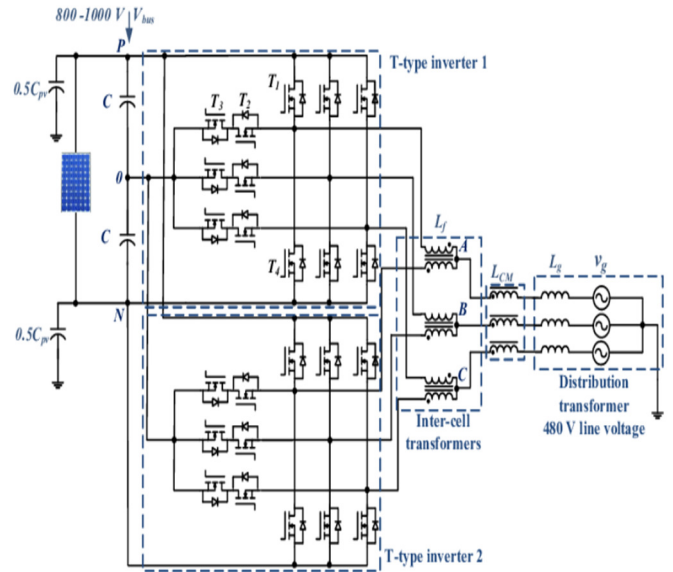 800-1000 V V_bus
P
T-type inverter 1
0.5C_pv
C
T_1
T_3 T_2
0
C
L_f
A
T_4
L_CM
L_g
v_g
N
B
0.5C_pv
C
Distribution
transformer
480 V line voltage
Inter-cell
transformers
T-type inverter 2